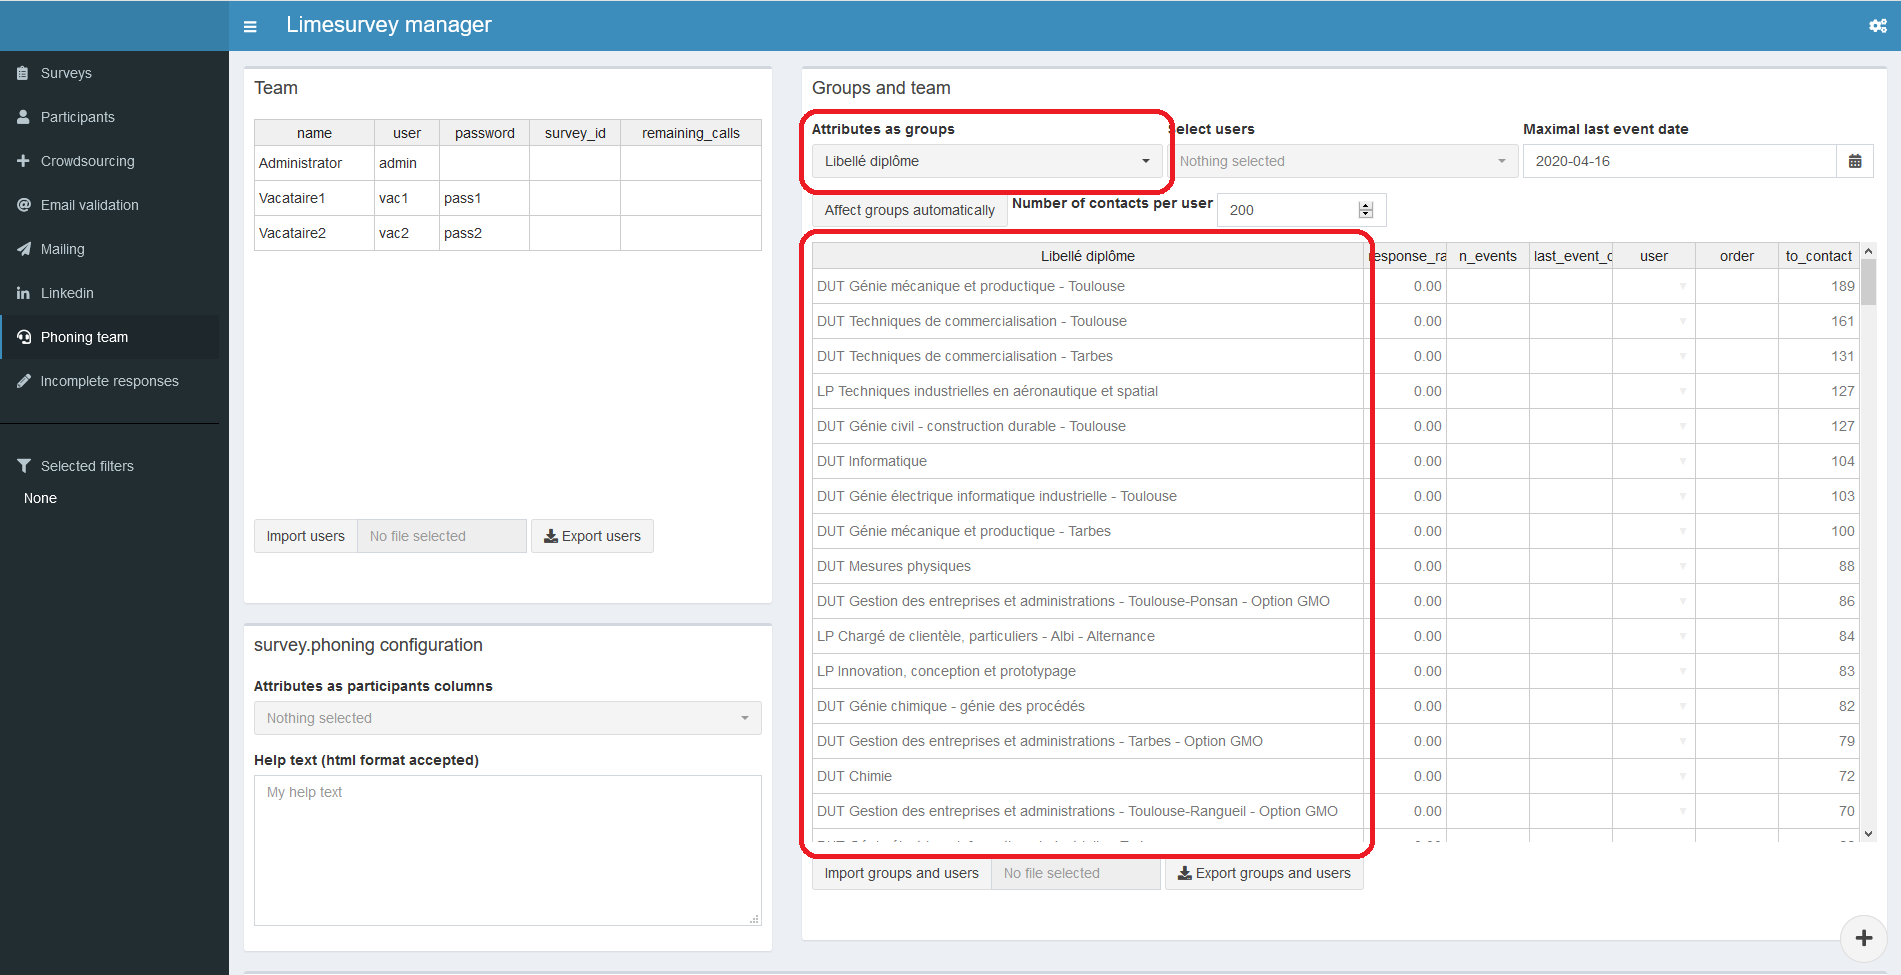 Limesurvey manager
Surveys
Participants
Crowdsourcing
Email validation
Mailing
Linkedin
Phoning team
Incomplete responses
Selected filters
None
Team
name user password survey_id remaining_calls
Administrator admin
Vacataire1 vac1 pass1
Vacataire2 vac2 pass2
Import users No file selected Export users
survey.phoning configuration
Attributes as participants columns
Nothing selected
Help text (html format accepted)
My help text
Groups and team
Attributes as groups Select users Maximal last event date
Libellé diplôme Nothing selected 2020-04-16
Affect groups automatically Number of contacts per user 200
Libellé diplôme response_ra n_events last_event_c user order to_contact
DUT Génie mécanique et productique - Toulouse 0.00 189
DUT Techniques de commercialisation - Toulouse 0.00 161
DUT Techniques de commercialisation - Tarbes 0.00 131
LP Techniques industrielles en aéronautique et spatial 0.00 127
DUT Génie civil - construction durable - Toulouse 0.00 127
DUT Informatique 0.00 104
DUT Génie électrique informatique industrielle - Toulouse 0.00 103
DUT Génie mécanique et productique - Tarbes 0.00 100
DUT Mesures physiques 0.00 88
DUT Gestion des entreprises et administrations - Toulouse-Ponsan - Option GMO 0.00 86
LP Chargé de clientèle, particuliers - Albi - Alternance 0.00 84
LP Innovation, conception et prototypage 0.00 83
DUT Génie chimique - génie des procédés 0.00 82
DUT Gestion des entreprises et administrations - Tarbes - Option GMO 0.00 79
DUT Chimie 0.00 72
DUT Gestion des entreprises et administrations - Toulouse-Rangueil - Option GMO 0.00 70
Import groups and users No file selected Export groups and users